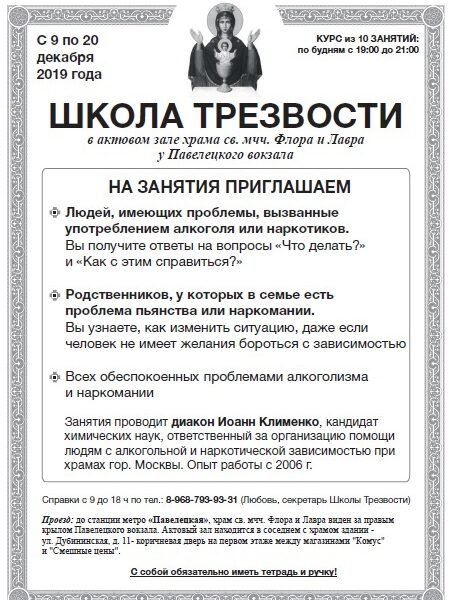 С 9 по 20
декабря
2019 года
КУРС из 10 ЗАНЯТИЙ:
по будням с 19:00 до 21:00
ШКОЛА ТРЕЗВОСТИ
в актовом зале храма св. мчч. Флора и Лавра
у Павелецкого вокзала
НА ЗАНЯТИЯ ПРИГЛАШАЕМ
Людей, имеющих проблемы, вызванные
употреблением алкоголя или наркотиков.
Вы получите ответы на вопросы «Что делать?»
и «Как с этим справиться?»
Родственников, у которых в семье есть
проблема пьянства или наркомании.
Вы узнаете, как изменить ситуацию, даже если
человек не имеет желания бороться с зависимостью
Всех обеспокоенных проблемами алкоголизма
и наркомании
Занятия проводит диакон Иоанн Клименко, кандидат
химических наук, ответственный за организацию помощи
людям с алкогольной и наркотической зависимостью при
храмах гор. Москвы. Опыт работы с 2006 г.
Справки с 9 до 18 ч по тел.: 8-968-793-93-31 (Любовь, секретарь Школы Трезвости)
Проезд: до станции метро «Павелецкая», храм св. мчч. Флора и Лавра виден за правым
крылом Павелецкого вокзала. Актовый зал находится в соседнем с храмом здании -
ул. Дубининская, д. 11- коричневая дверь на первом этаже между магазинами "Комус"
и "Смешные цены".
С собой обязательно иметь тетрадь и ручку!